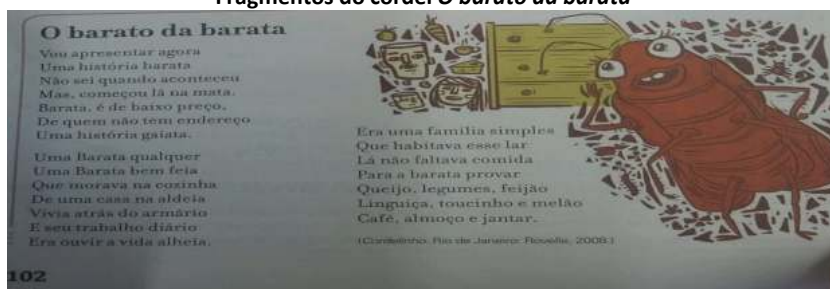 Fragmentos do cordel O barato da barata
O barato da barata
Vou apresentar agora
Uma história barata
Não sei quando aconteceu
Mas, começou lá na mata.
Barata, é de baixo preço,
De quem não tem endereço
Uma história gaiata.
Uma Barata qualquer
Uma Barata bem feia
Que morava na cozinha
De uma casa na aldeia
Vivia atrás do armário
E seu trabalho diário
Era ouvir a vida alheia.
Era uma família simples
Que habitava esse lar
Lá não faltava comida
Para a barata provar
Queijo, legumes, feijão
Linguiça, toucinho e melão
Café, almoço e jantar.
(Cordelinho. Rio de Janeiro: Rovelle, 2008.)
102